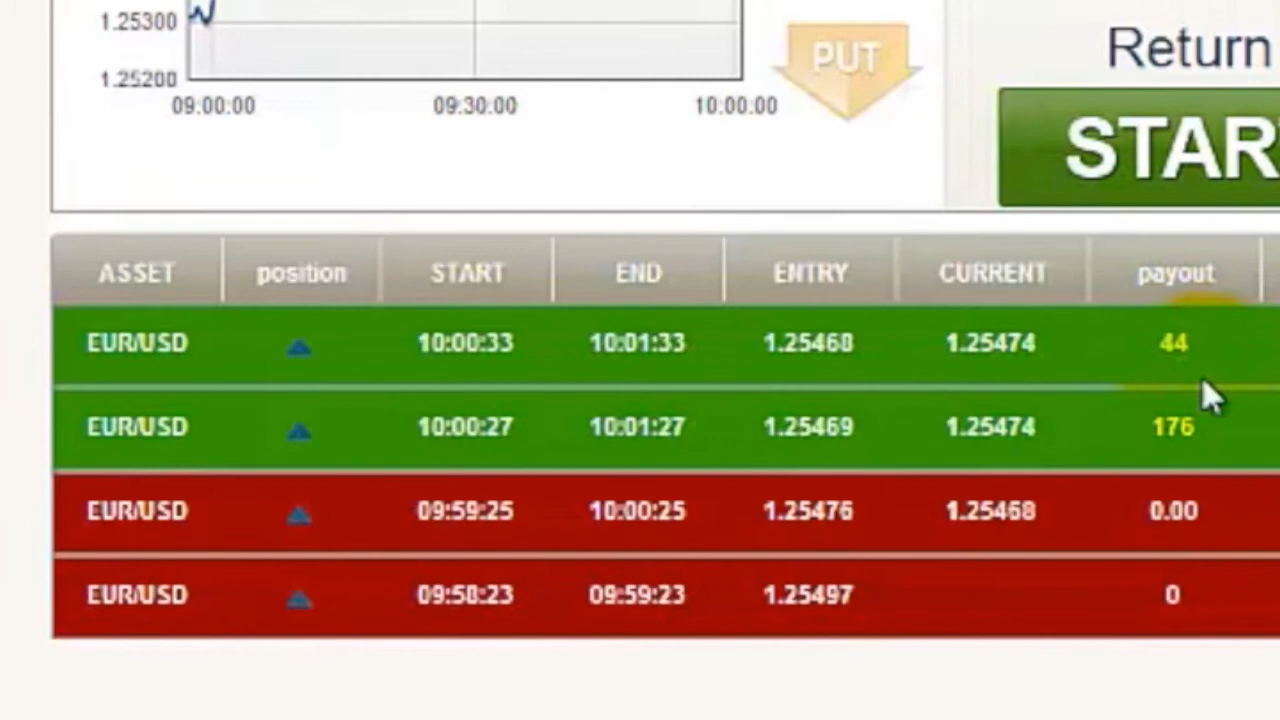 1.25300
1.25200
09:00:00 09:30:00 10:00:00
PUT
Return
STAR
ASSET position START END ENTRY CURRENT payout
EUR/USD 10:00:33 10:01:33 1.25468 1.25474 44
EUR/USD 10:00:27 10:01:27 1.25469 1.25474 176
EUR/USD 09:59:25 10:00:25 1.25476 1.25468 0.00
EUR/USD 09:58:23 09:59:23 1.25497 0